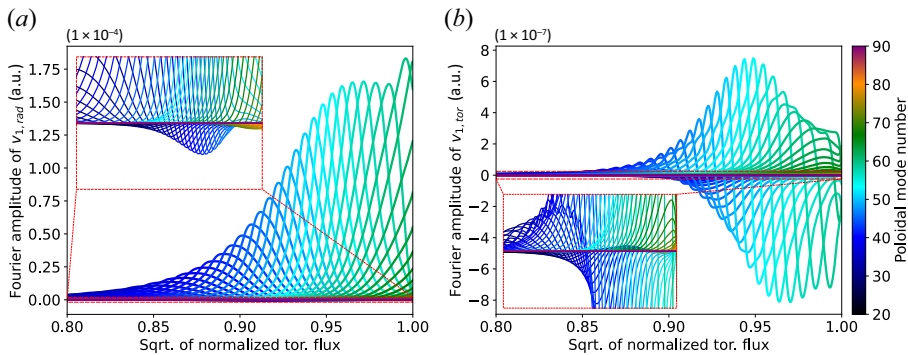 (a)
(1 × 10⁻⁴)
Fourier amplitude of v1, rad (a.u.)
1.75
1.50
1.25
1.00
0.75
0.50
0.25
0.00
0.80 0.85 0.90 0.95 1.00
Sqrt. of normalized tor. flux
(b)
(1 × 10⁻⁷)
Fourier amplitude of v1, tor (a.u.)
8
6
4
2
0
−2
−4
−6
−8
0.80 0.85 0.90 0.95 1.00
Sqrt. of normalized tor. flux
90
80
70
60
50
40
30
20
Poloidal mode number